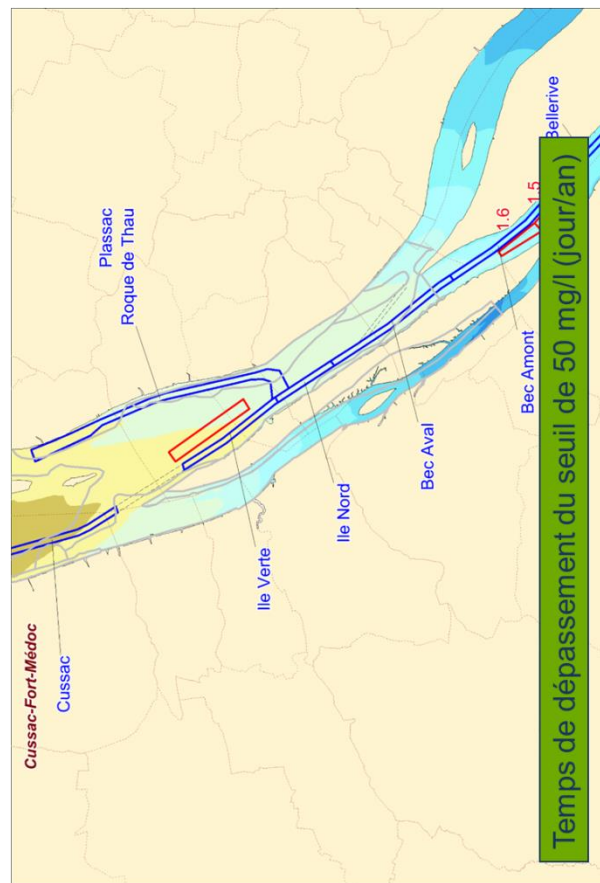 Cussac-Fort-Médoc
Cussac
Plassac
Roque de Thau
Ile Verte
Ile Nord
Bec Aval
Bec Amont
1.6
1.5
Bellerive
Temps de dépassement du seuil de 50 mg/l (jour/an)